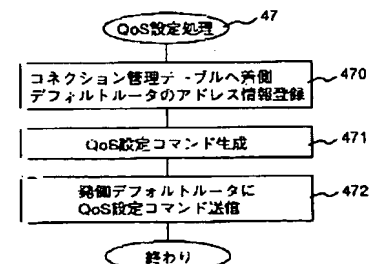 QoS設定処理
47
コネクション管理テーブルへ着側
デフォルトルータのアドレス情報登録
470
QoS設定コマンド生成
471
発側デフォルトルータに
QoS設定コマンド送信
472
終わり